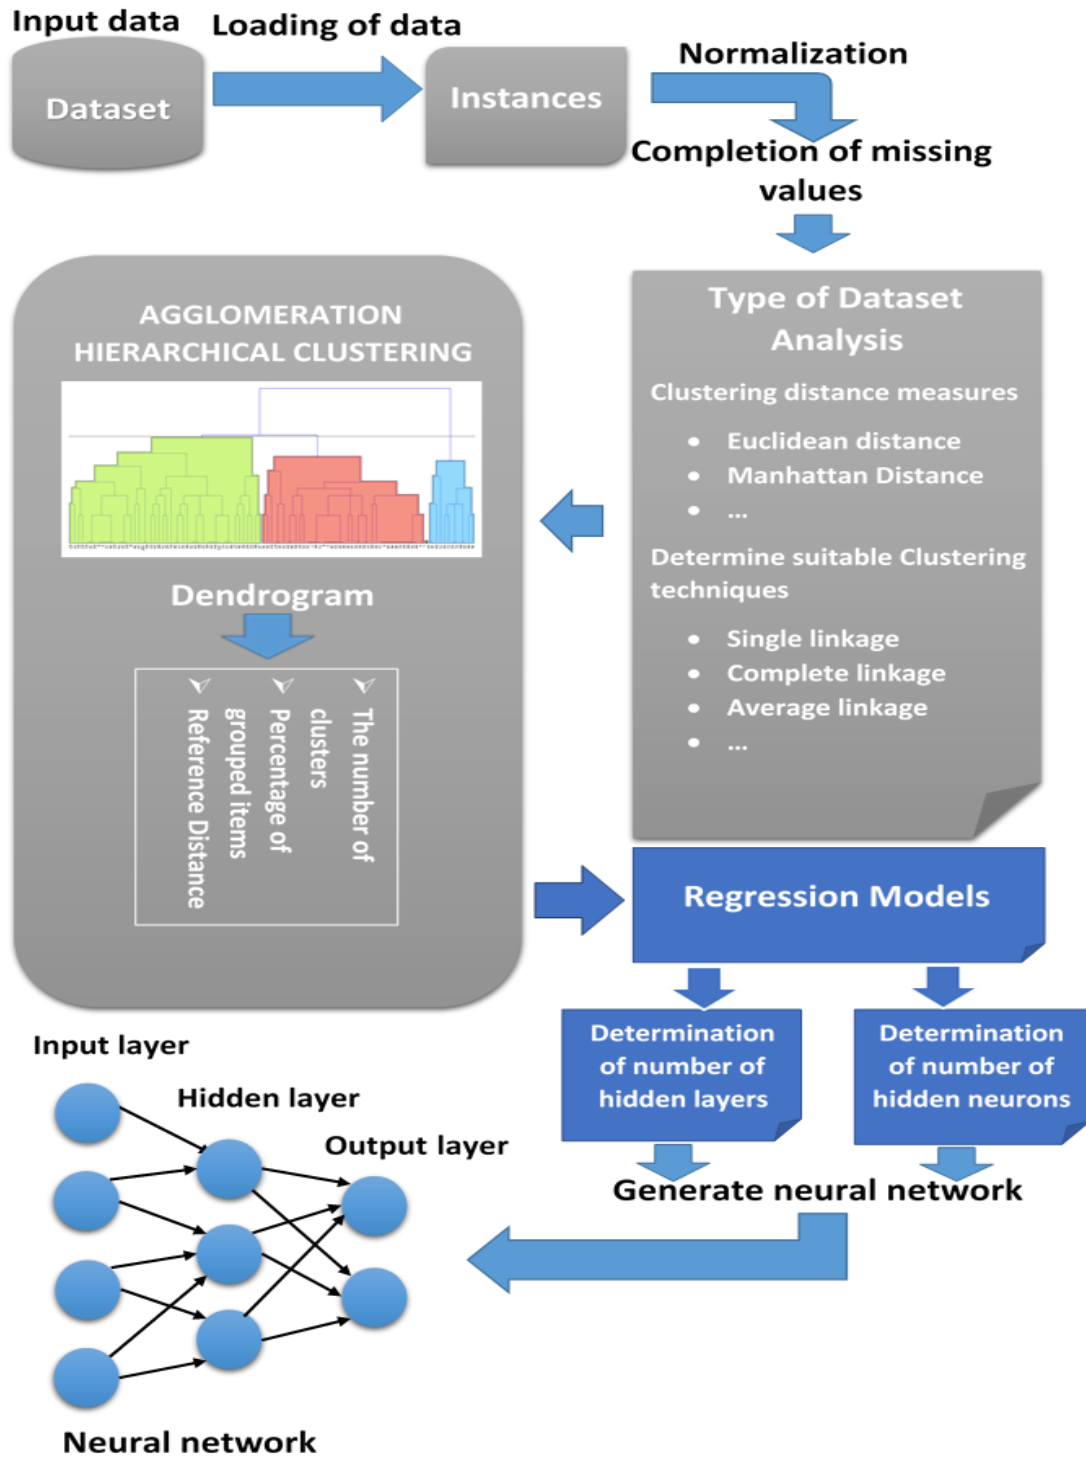 Input data
Loading of data
Normalization
Dataset
Instances
Completion of missing
values
Type of Dataset
Analysis
Clustering distance measures
• Euclidean distance
• Manhattan Distance
• ...
Determine suitable Clustering
techniques
• Single linkage
• Complete linkage
• Average linkage
• ...
AGGLOMERATION
HIERARCHICAL CLUSTERING
Dendrogram
➢ The number of
clusters
➢ Percentage of
grouped items
➢ Reference Distance
Regression Models
Determination
of number of
hidden layers
Determination
of number of
hidden neurons
Generate neural network
Input layer
Hidden layer
Output layer
Neural network